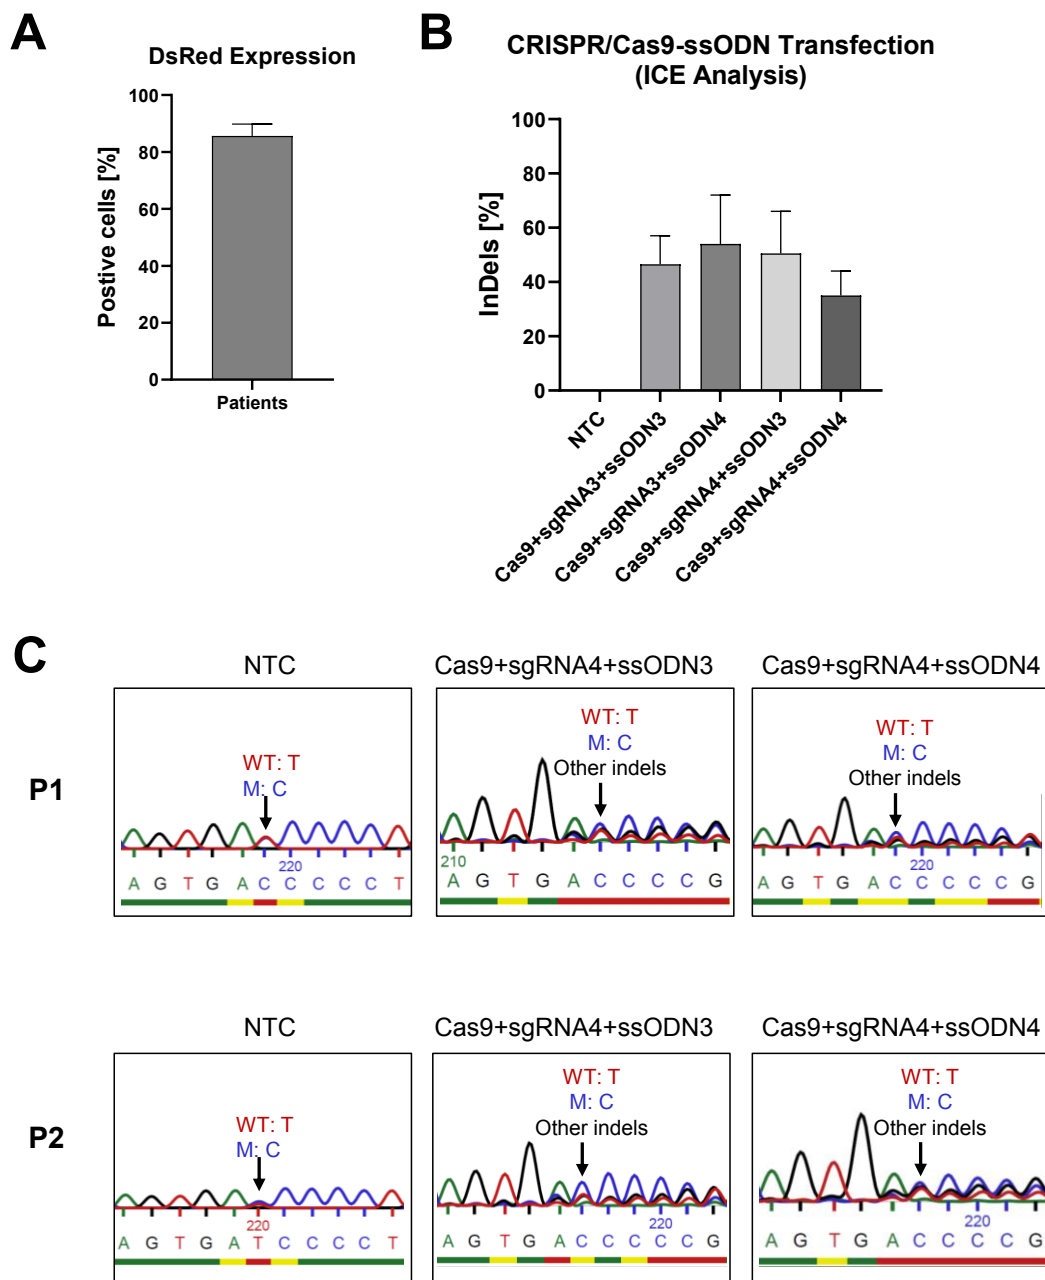 A
DsRed Expression
Postive cells [%]
100
80
60
40
20
0
Patients
B
CRISPR/Cas9-ssODN Transfection
(ICE Analysis)
InDels [%]
100
80
60
40
20
0
NTC
Cas9+sgRNA3+ssODN3
Cas9+sgRNA3+ssODN4
Cas9+sgRNA4+ssODN3
Cas9+sgRNA4+ssODN4
C
P1
NTC
WT: T
M: C
220
A G T G A C C C C C T
Cas9+sgRNA4+ssODN3
WT: T
M: C
Other indels
210
A G T G A C C C C G
Cas9+sgRNA4+ssODN4
WT: T
M: C
Other indels
220
A G T G A C C C C C G
P2
NTC
WT: T
M: C
220
A G T G A T C C C C T
Cas9+sgRNA4+ssODN3
WT: T
M: C
Other indels
220
A G T G A C C C C C G
Cas9+sgRNA4+ssODN4
WT: T
M: C
Other indels
220
A G T G A C C C C G